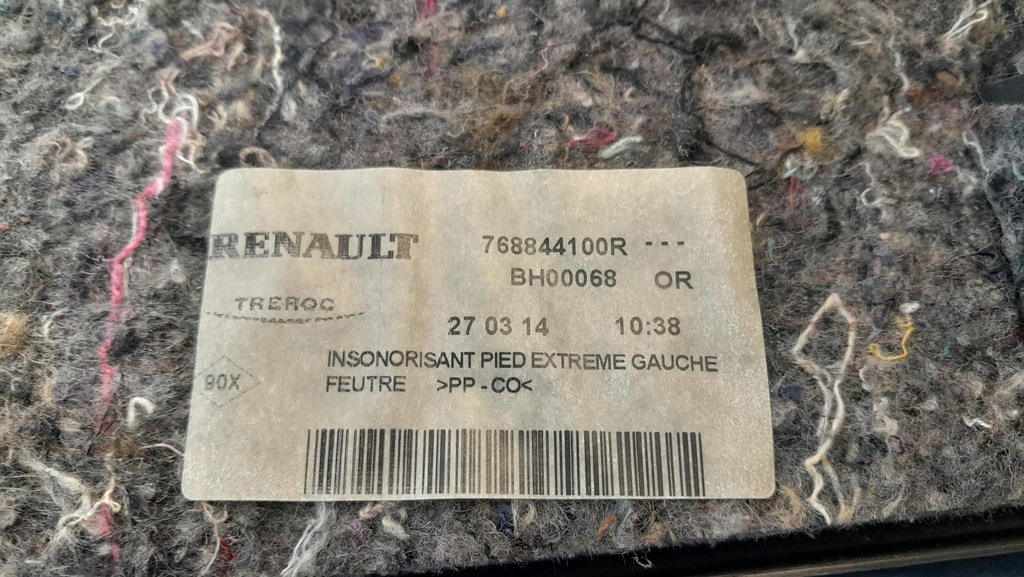 RENAULT
768844100R ---
BH00068 OR
TREROC
27 03 14 10:38
INSONORISANT PIED EXTREME GAUCHE
90X
FEUTRE >PP-CO<